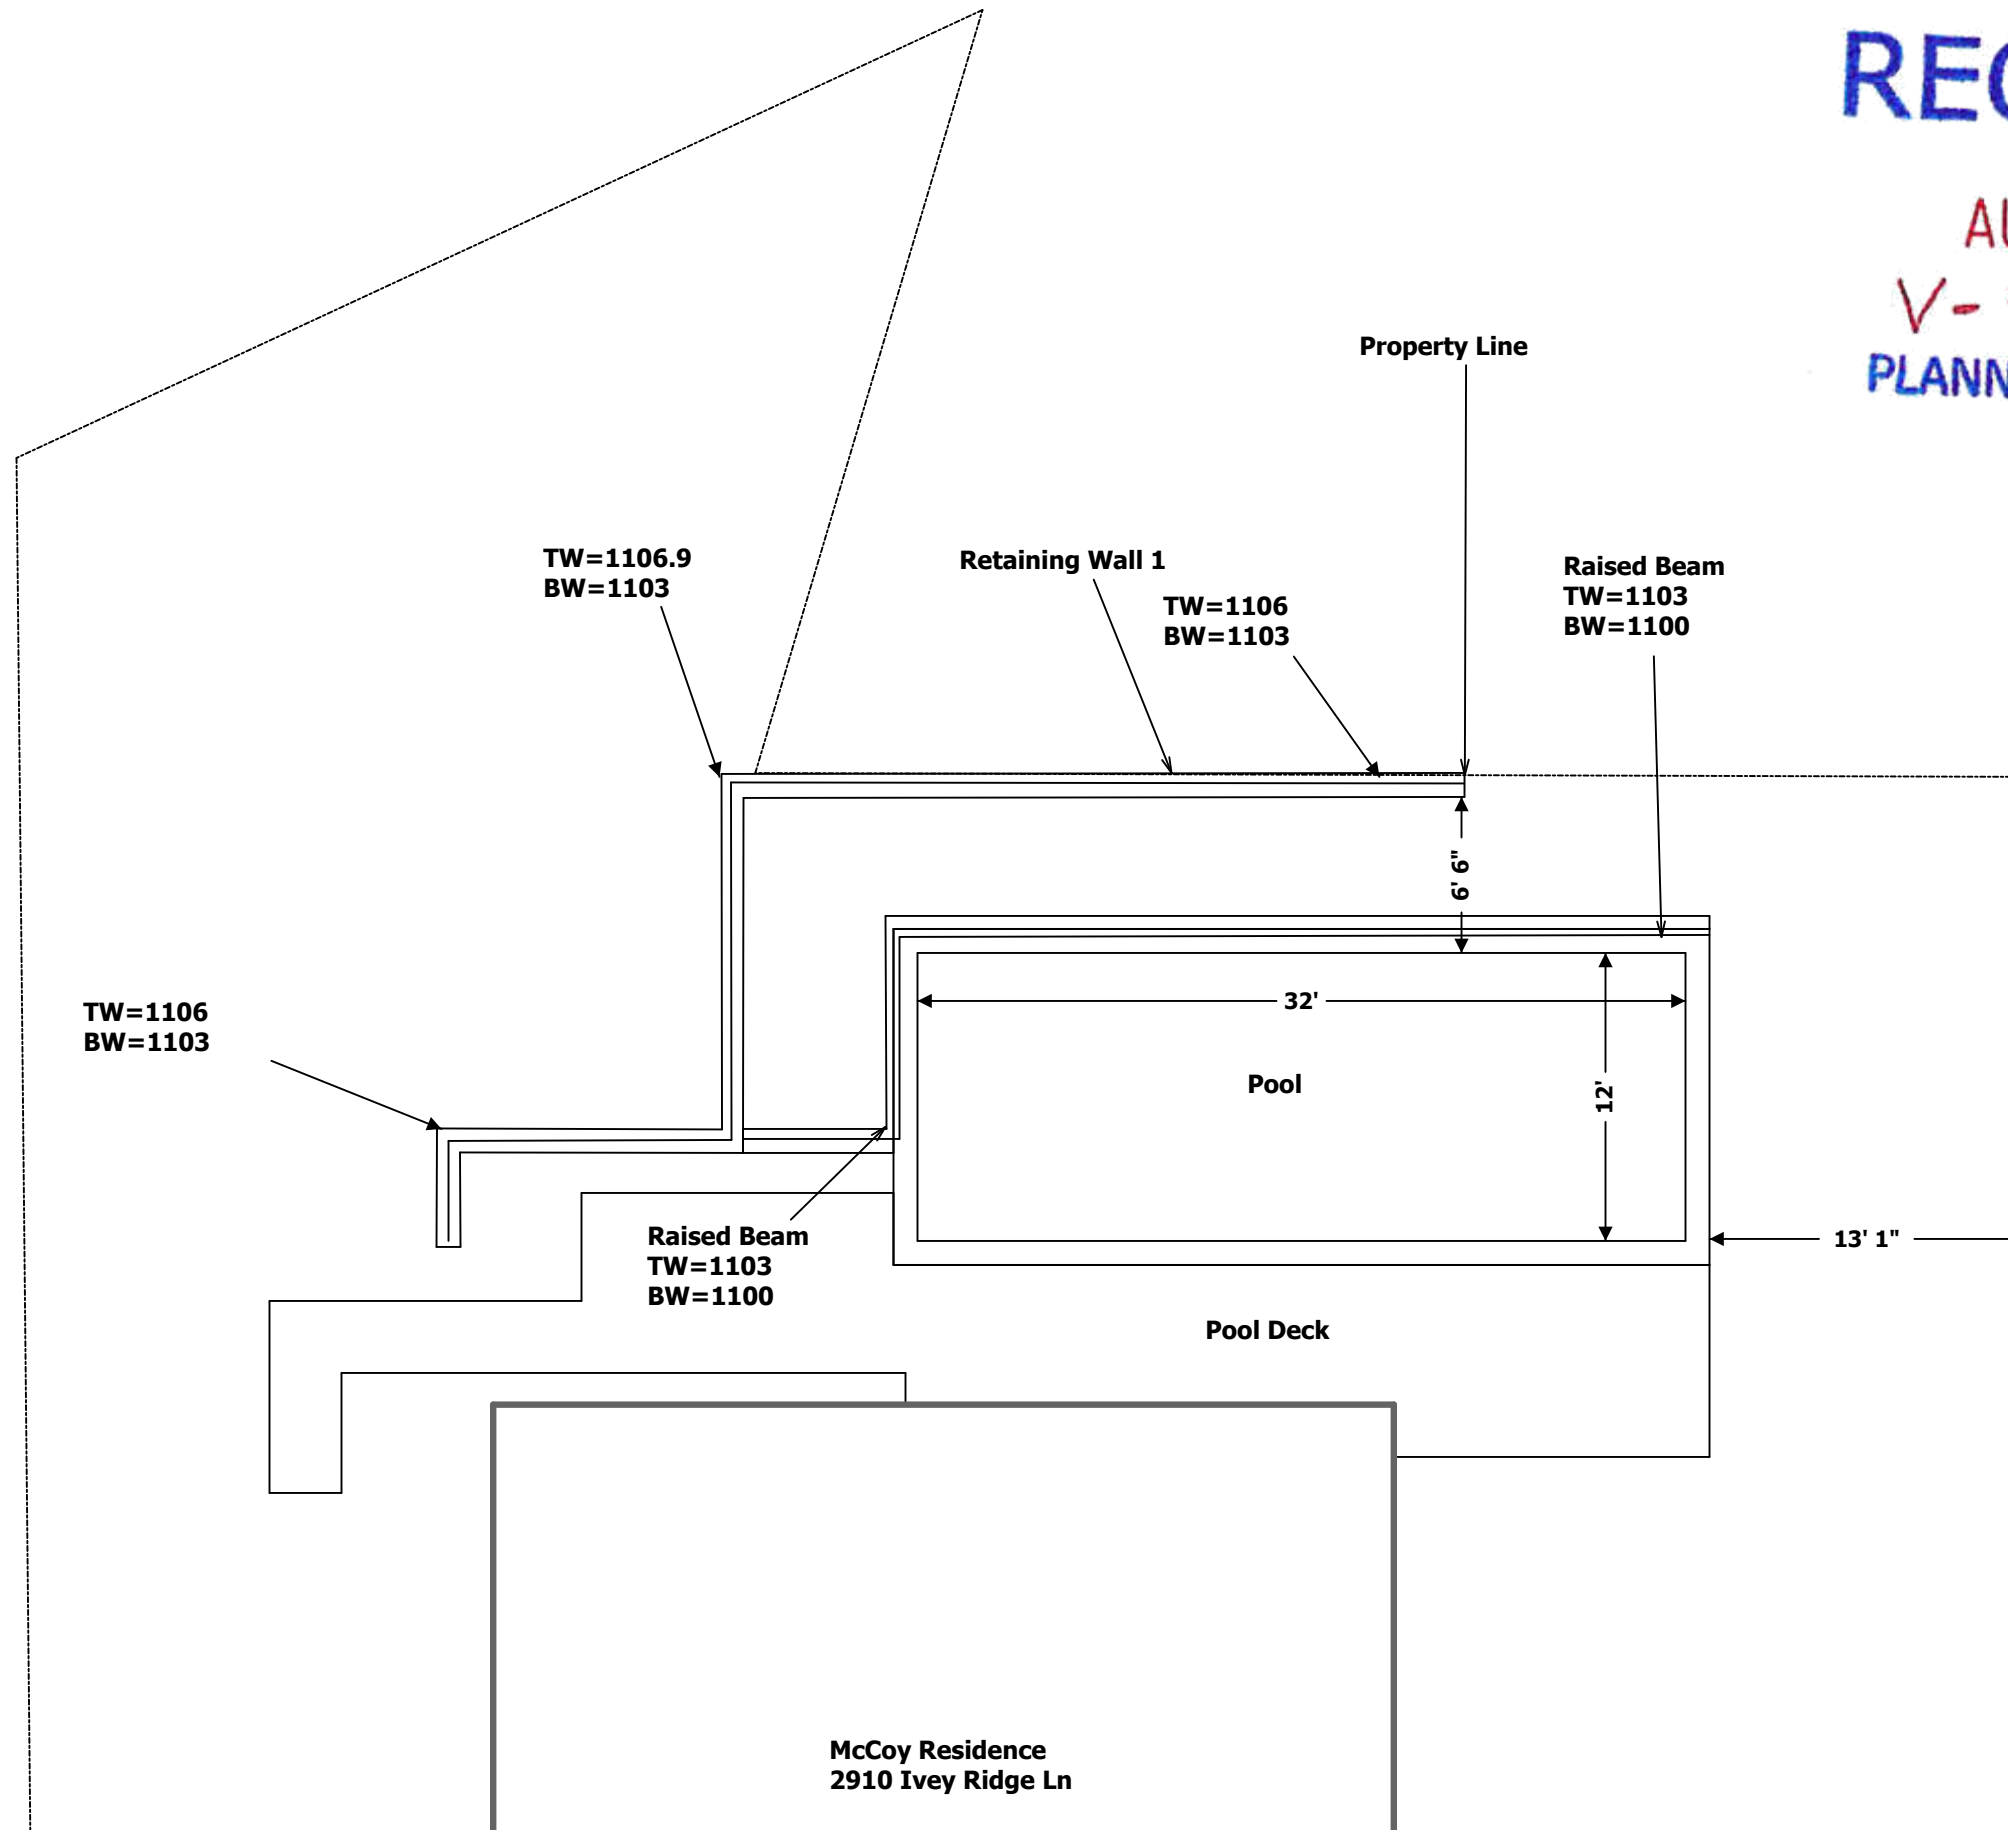 Property Line
TW=1106.9
BW=1103
Retaining Wall 1
TW=1106
BW=1103
Raised Beam
TW=1103
BW=1100
6' 6"
32'
TW=1106
BW=1103
Pool
12'
Raised Beam
TW=1103
BW=1100
13' 1"
Pool Deck
McCoy Residence
2910 Ivey Ridge Ln